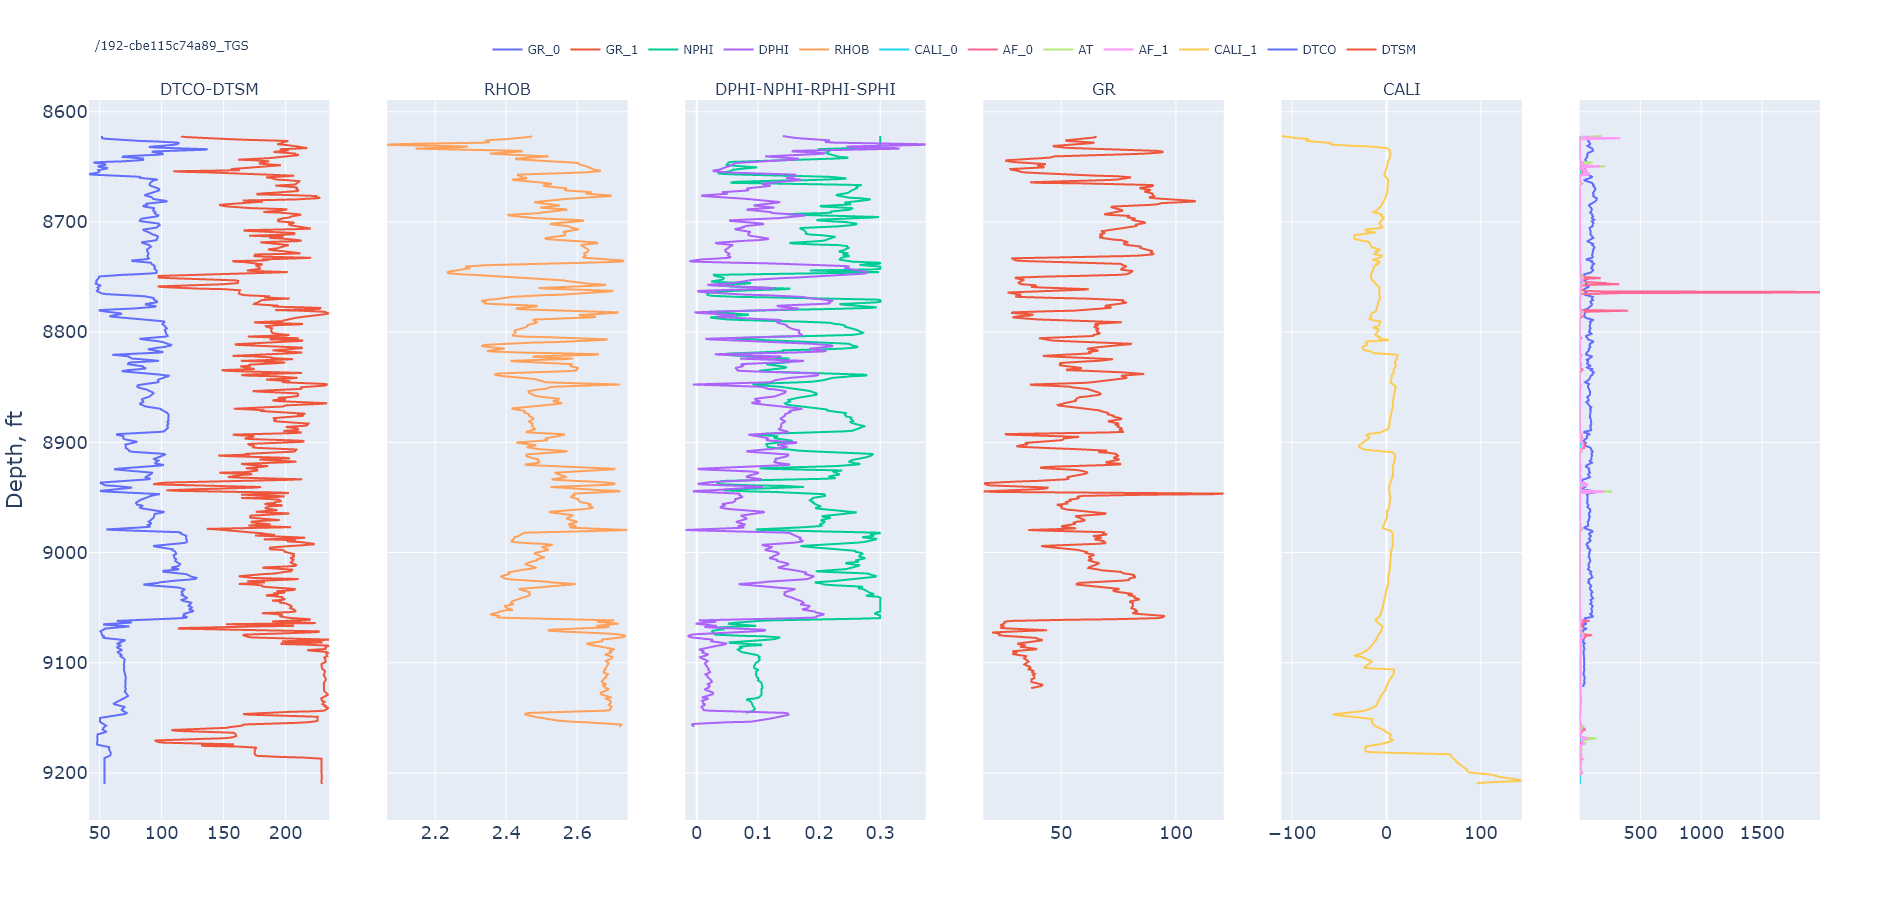 /192-cbe115c74a89_TGS
GR_0 GR_1 NPHI DPHI RHOB CALI_0 AF_0 AT AF_1 CALI_1 DTCO DTSM
DTCO-DTSM RHOB DPHI-NPHI-RPHI-SPHI GR CALI
8600
8700
8800
8900
9000
9100
9200
Depth, ft
50 100 150 200 2.2 2.4 2.6 0 0.1 0.2 0.3 50 100 −100 0 100 500 1000 1500